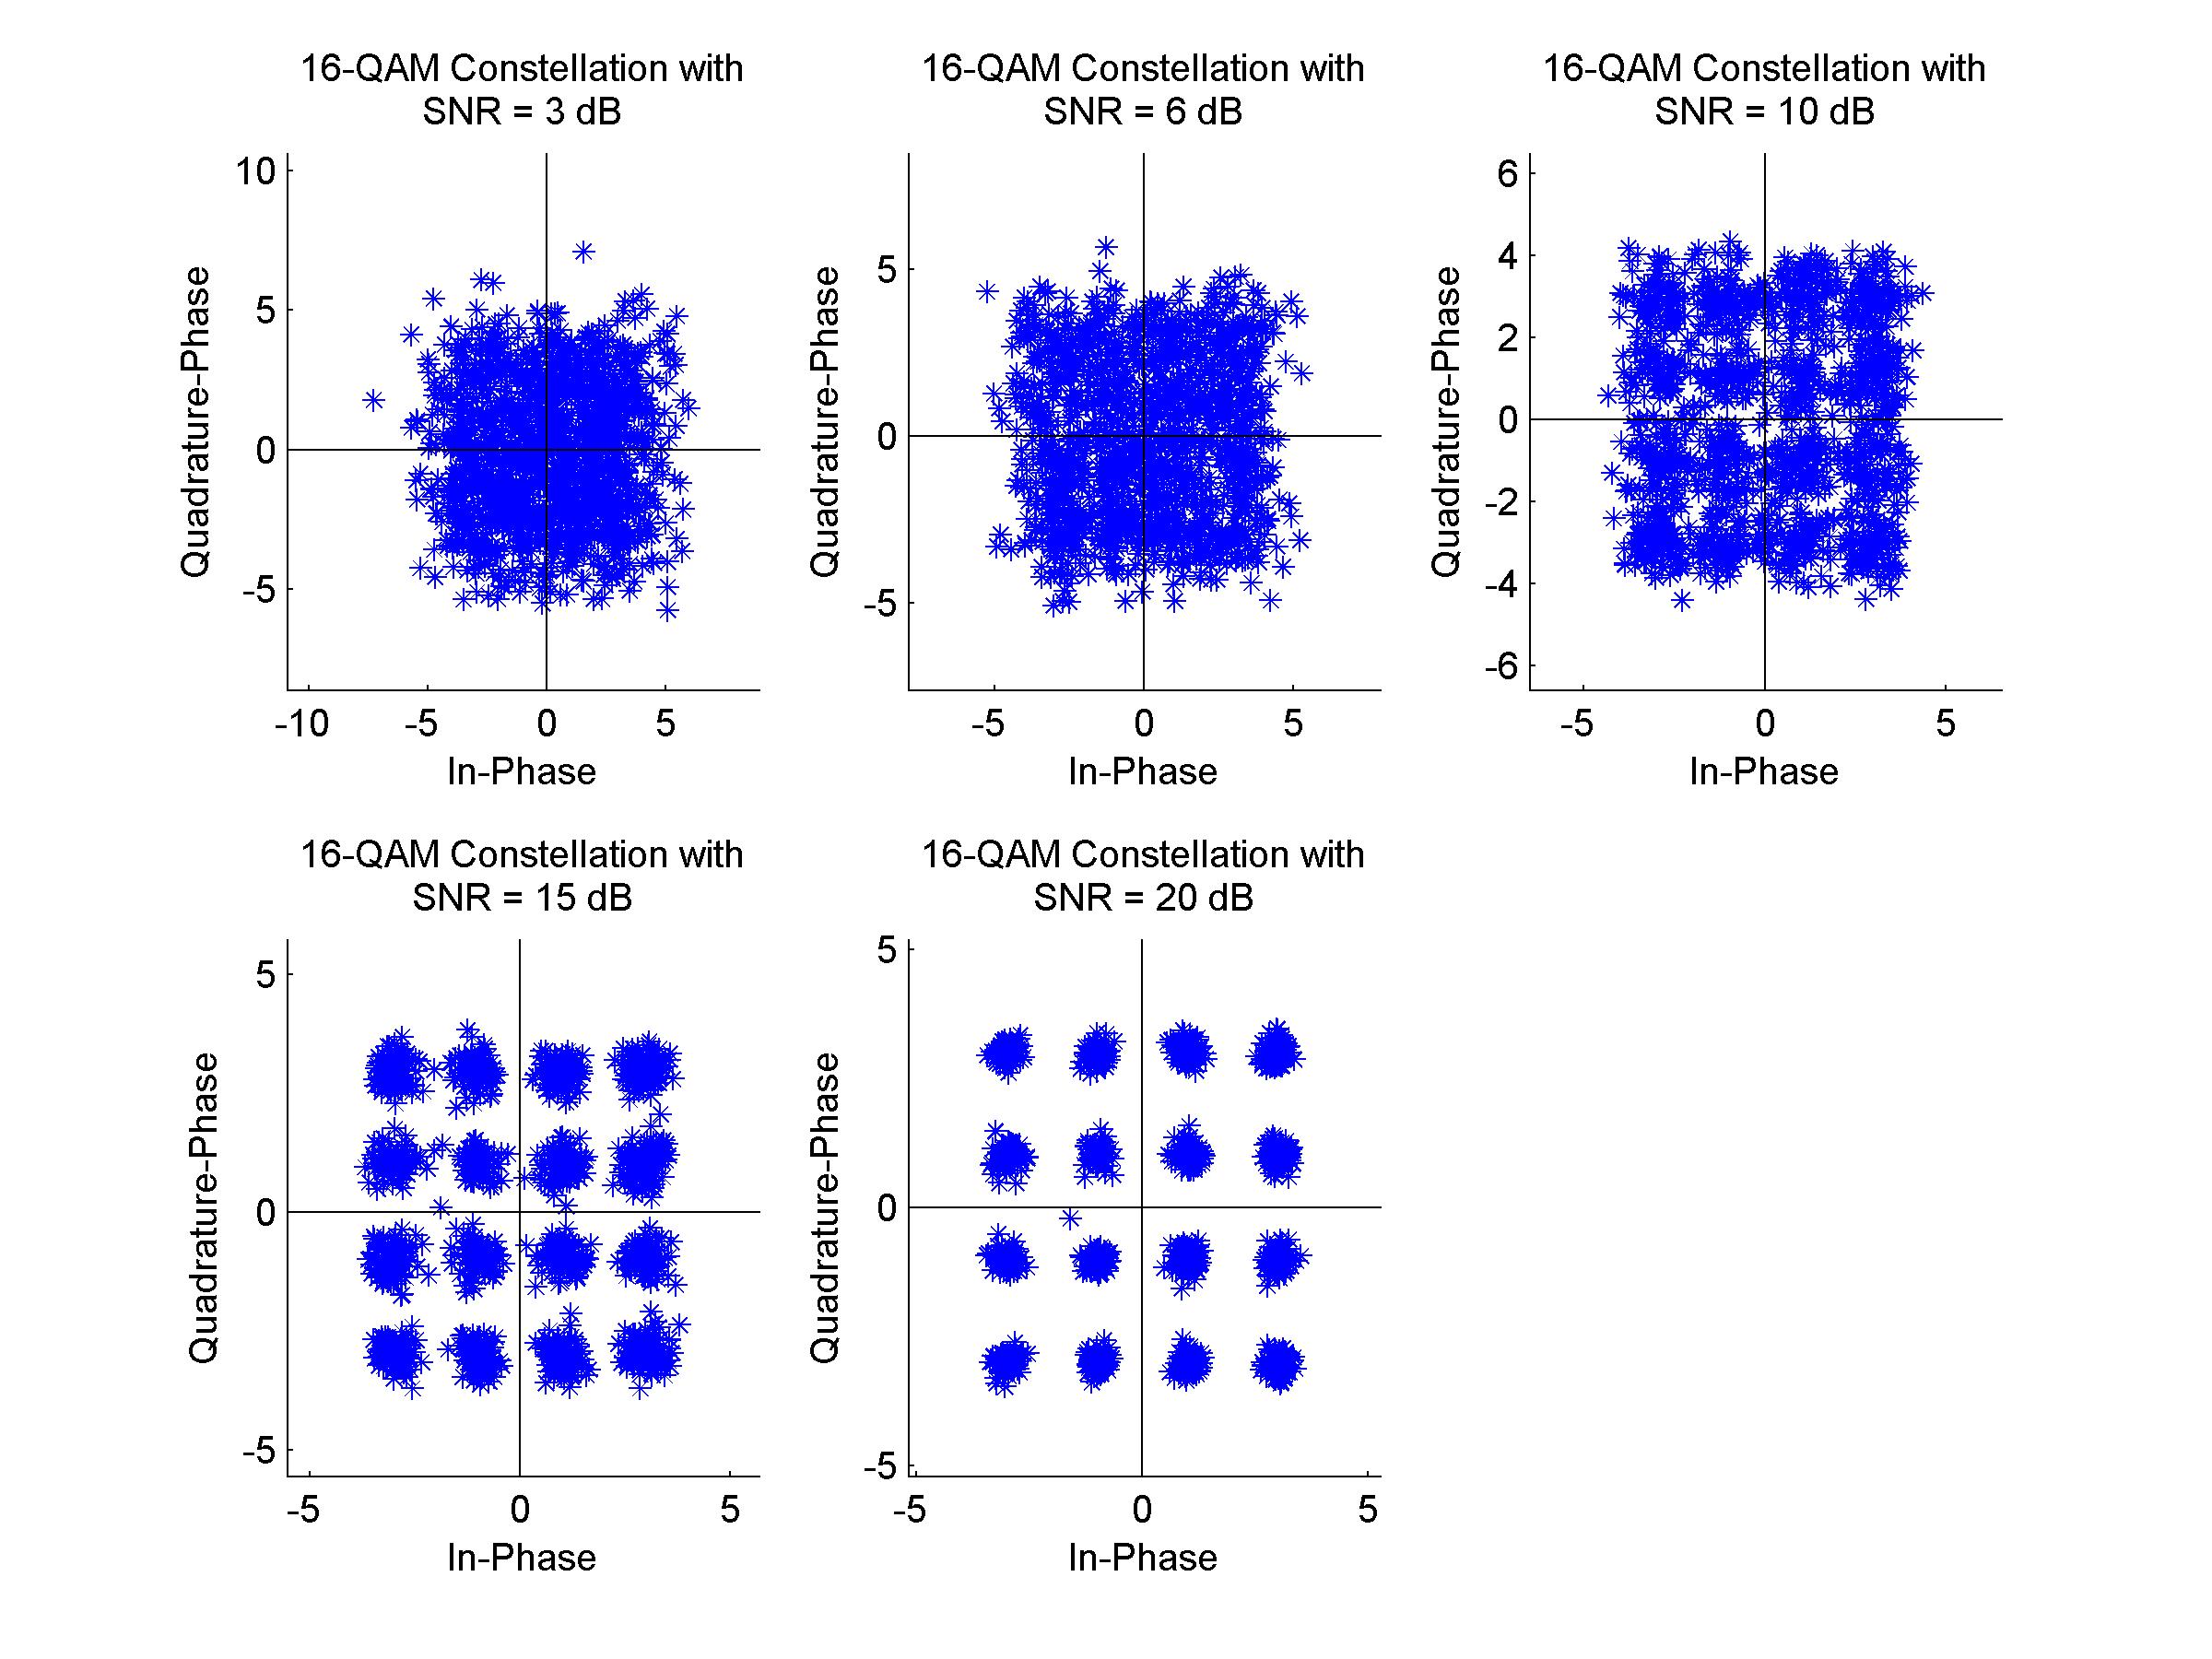 16-QAM Constellation with
SNR = 3 dB
10
5
0
-5
-10
-5
0
5
Quadrature-Phase
In-Phase
16-QAM Constellation with
SNR = 6 dB
5
0
-5
-5
0
5
Quadrature-Phase
In-Phase
16-QAM Constellation with
SNR = 10 dB
6
4
2
0
-2
-4
-6
-5
0
5
Quadrature-Phase
In-Phase
16-QAM Constellation with
SNR = 15 dB
5
0
-5
-5
0
5
Quadrature-Phase
In-Phase
16-QAM Constellation with
SNR = 20 dB
5
0
-5
-5
0
5
Quadrature-Phase
In-Phase